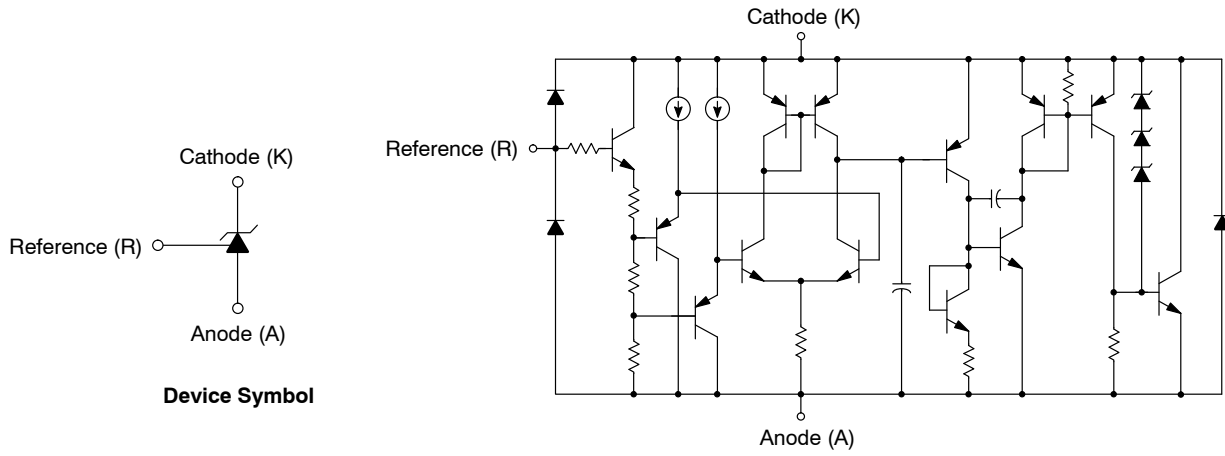 Cathode (K)
Reference (R)
Anode (A)
Device Symbol
Cathode (K)
Reference (R)
Anode (A)